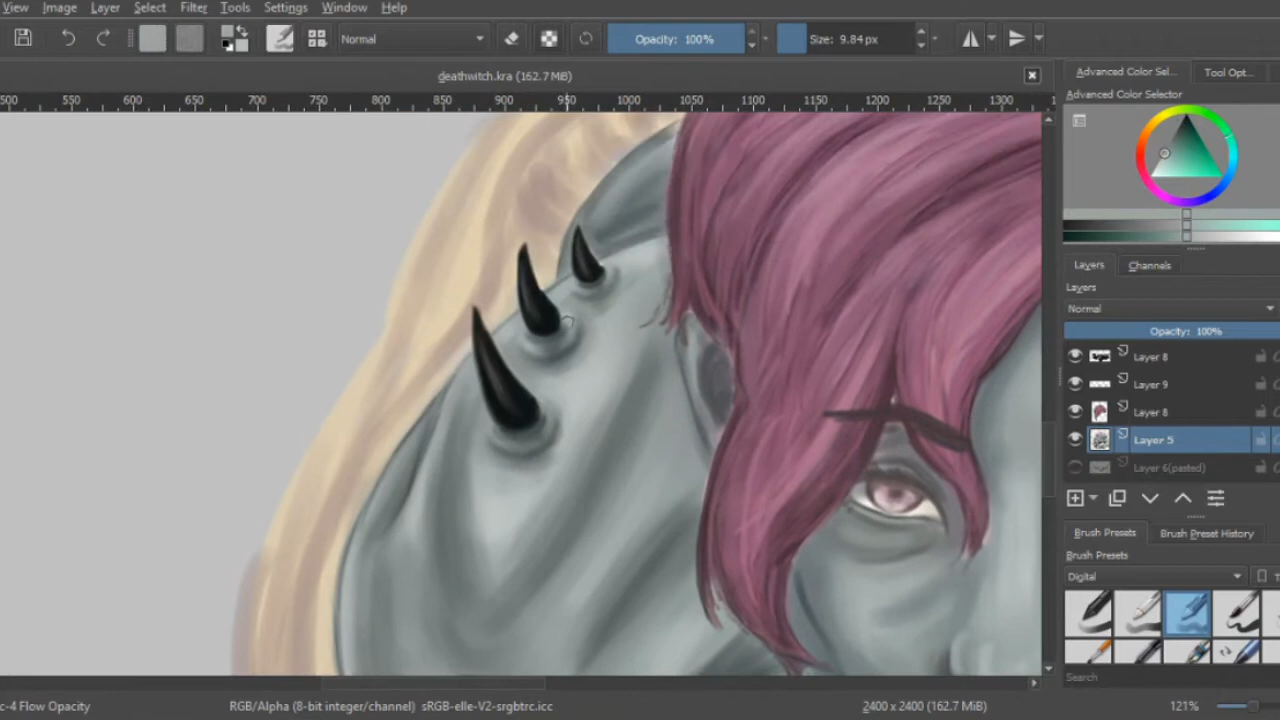 View Image Layer Select Filter Tools Settings Window Help
Normal Opacity: 100% Size: 9.84 px
deathwitch.kra (162.7 MiB)
500 550 600 650 700 750 800 850 900 950 1000 1050 1100 1150 1200 1250 1300
Advanced Color Sel... Tool Opt...
Advanced Color Selector
Layers Channels
Layers
Normal
Opacity: 100%
Layer 8
Layer 9
Layer 8
Layer 5
Layer 6(pasted)
Brush Presets Brush Preset History
Brush Presets
Digital
Search
c-4 Flow Opacity RGB/Alpha (8-bit integer/channel) sRGB-elle-V2-srgbtrc.icc 2400 x 2400 (162.7 MiB) 121%